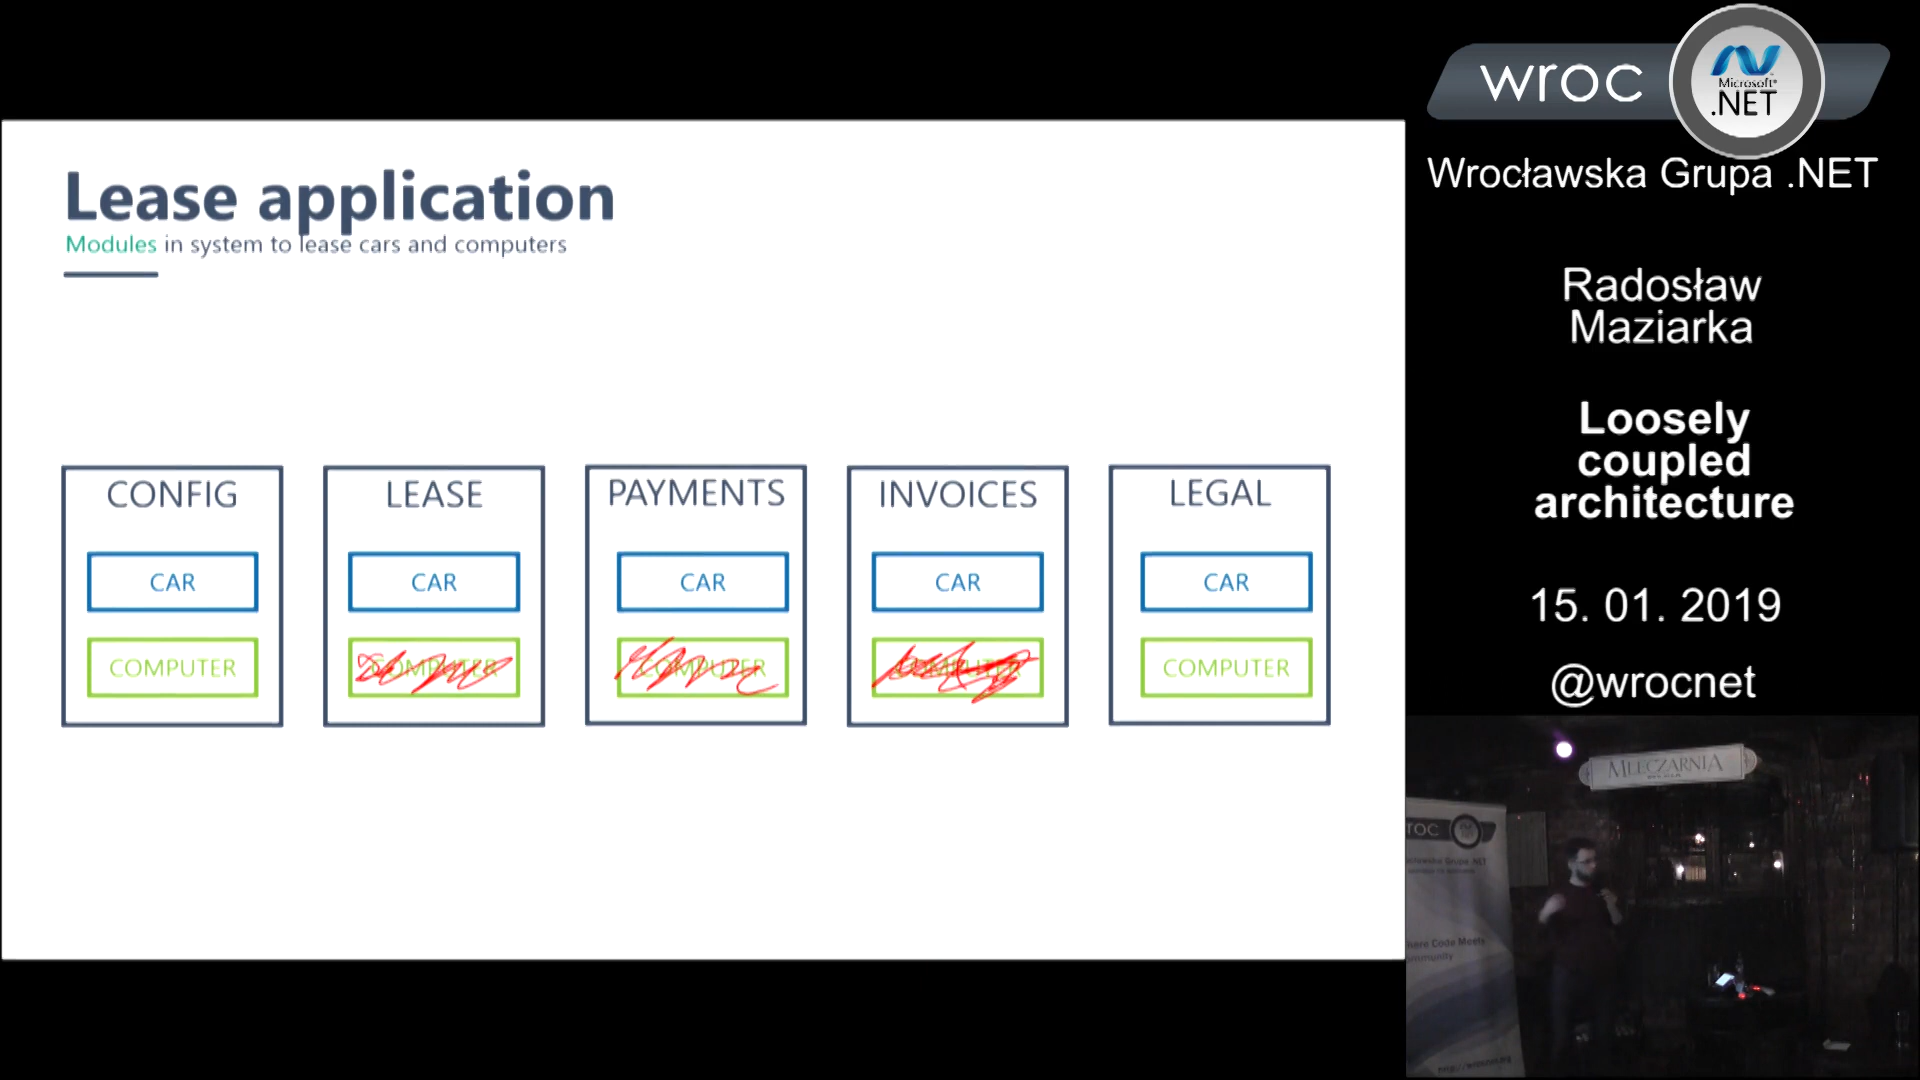 Lease application
Modules in system to lease cars and computers
CONFIG
CAR
COMPUTER
LEASE
CAR
COMPUTER
PAYMENTS
CAR
COMPUTER
INVOICES
CAR
LEGAL
CAR
COMPUTER
wroc
Microsoft®
.NET
Wrocławska Grupa .NET
Radosław
Maziarka
Loosely
coupled
architecture
15. 01. 2019
@wrocnet
MLECZARNIA